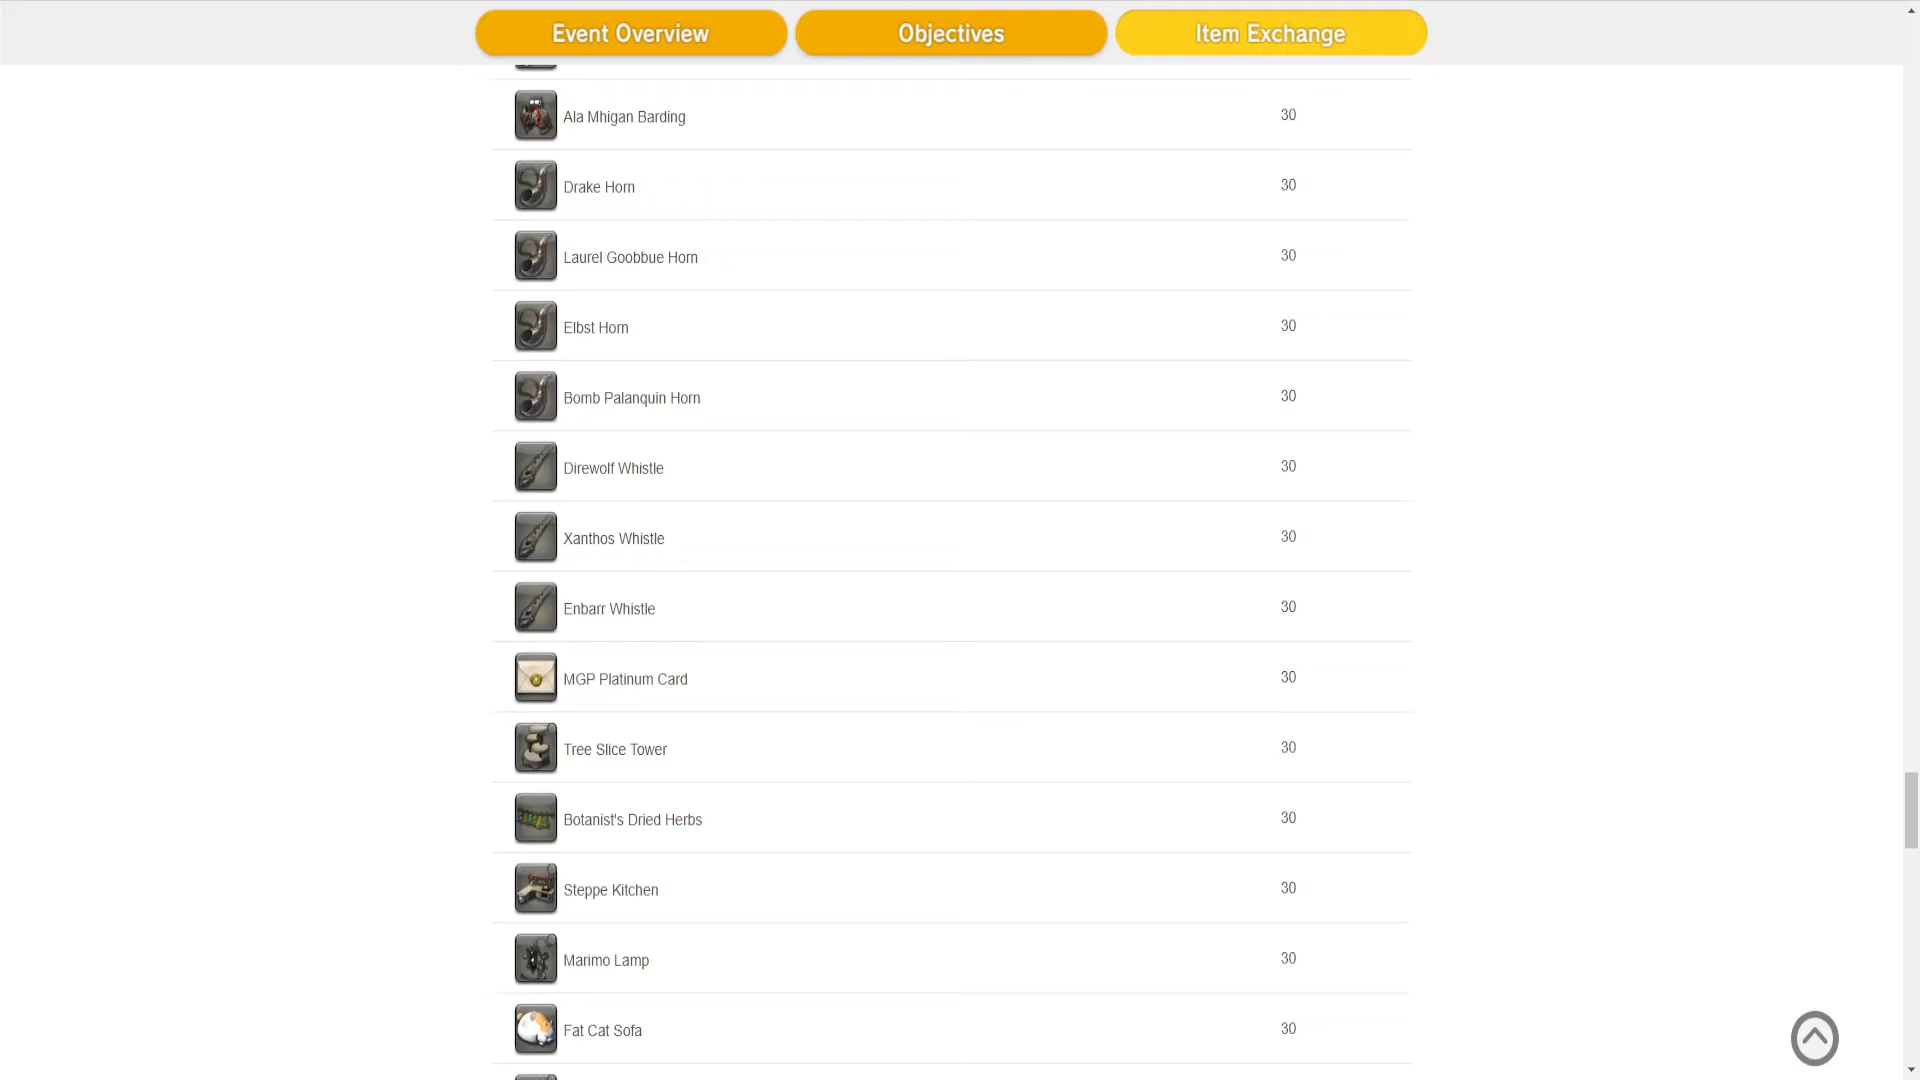 Event Overview
Objectives
Item Exchange
Ala Mhigan Barding 30
Drake Horn 30
Laurel Goobbue Horn 30
Elbst Horn 30
Bomb Palanquin Horn 30
Direwolf Whistle 30
Xanthos Whistle 30
Enbarr Whistle 30
MGP Platinum Card 30
Tree Slice Tower 30
Botanist's Dried Herbs 30
Steppe Kitchen 30
Marimo Lamp 30
Fat Cat Sofa 30